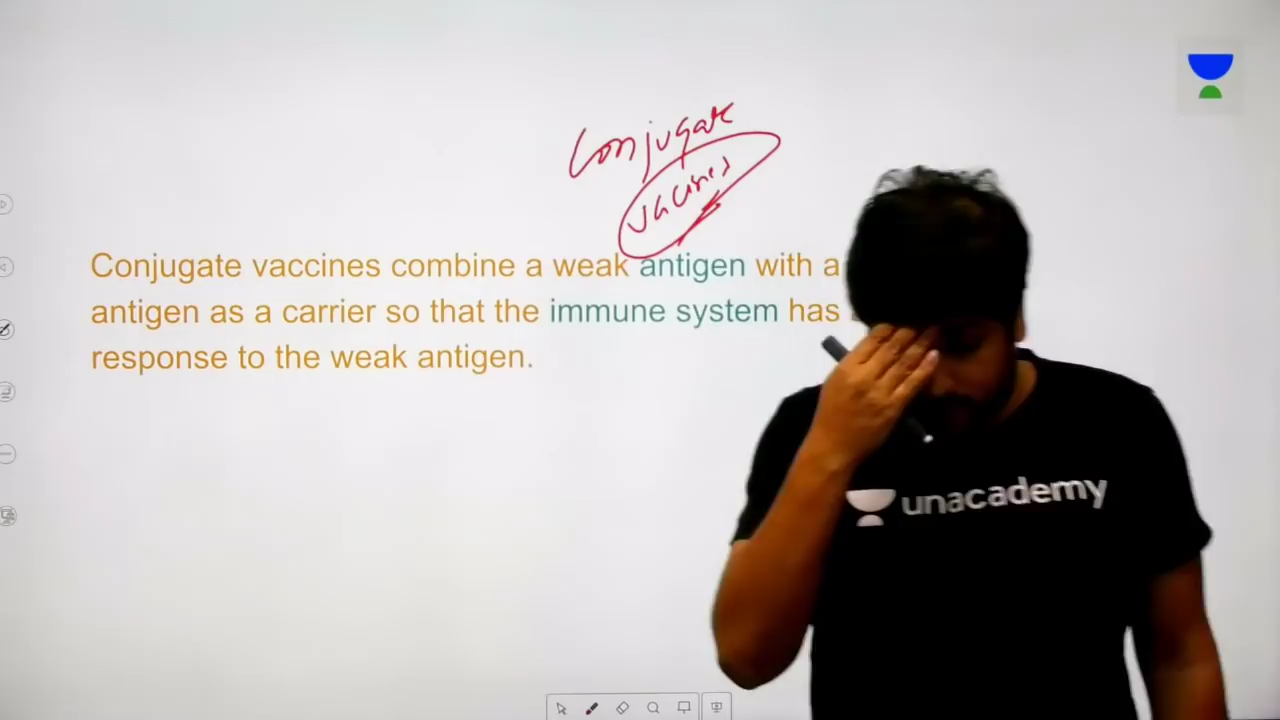 Conjugate
Vaccines
Conjugate vaccines combine a weak antigen with a
antigen as a carrier so that the immune system has
response to the weak antigen.
unacademy